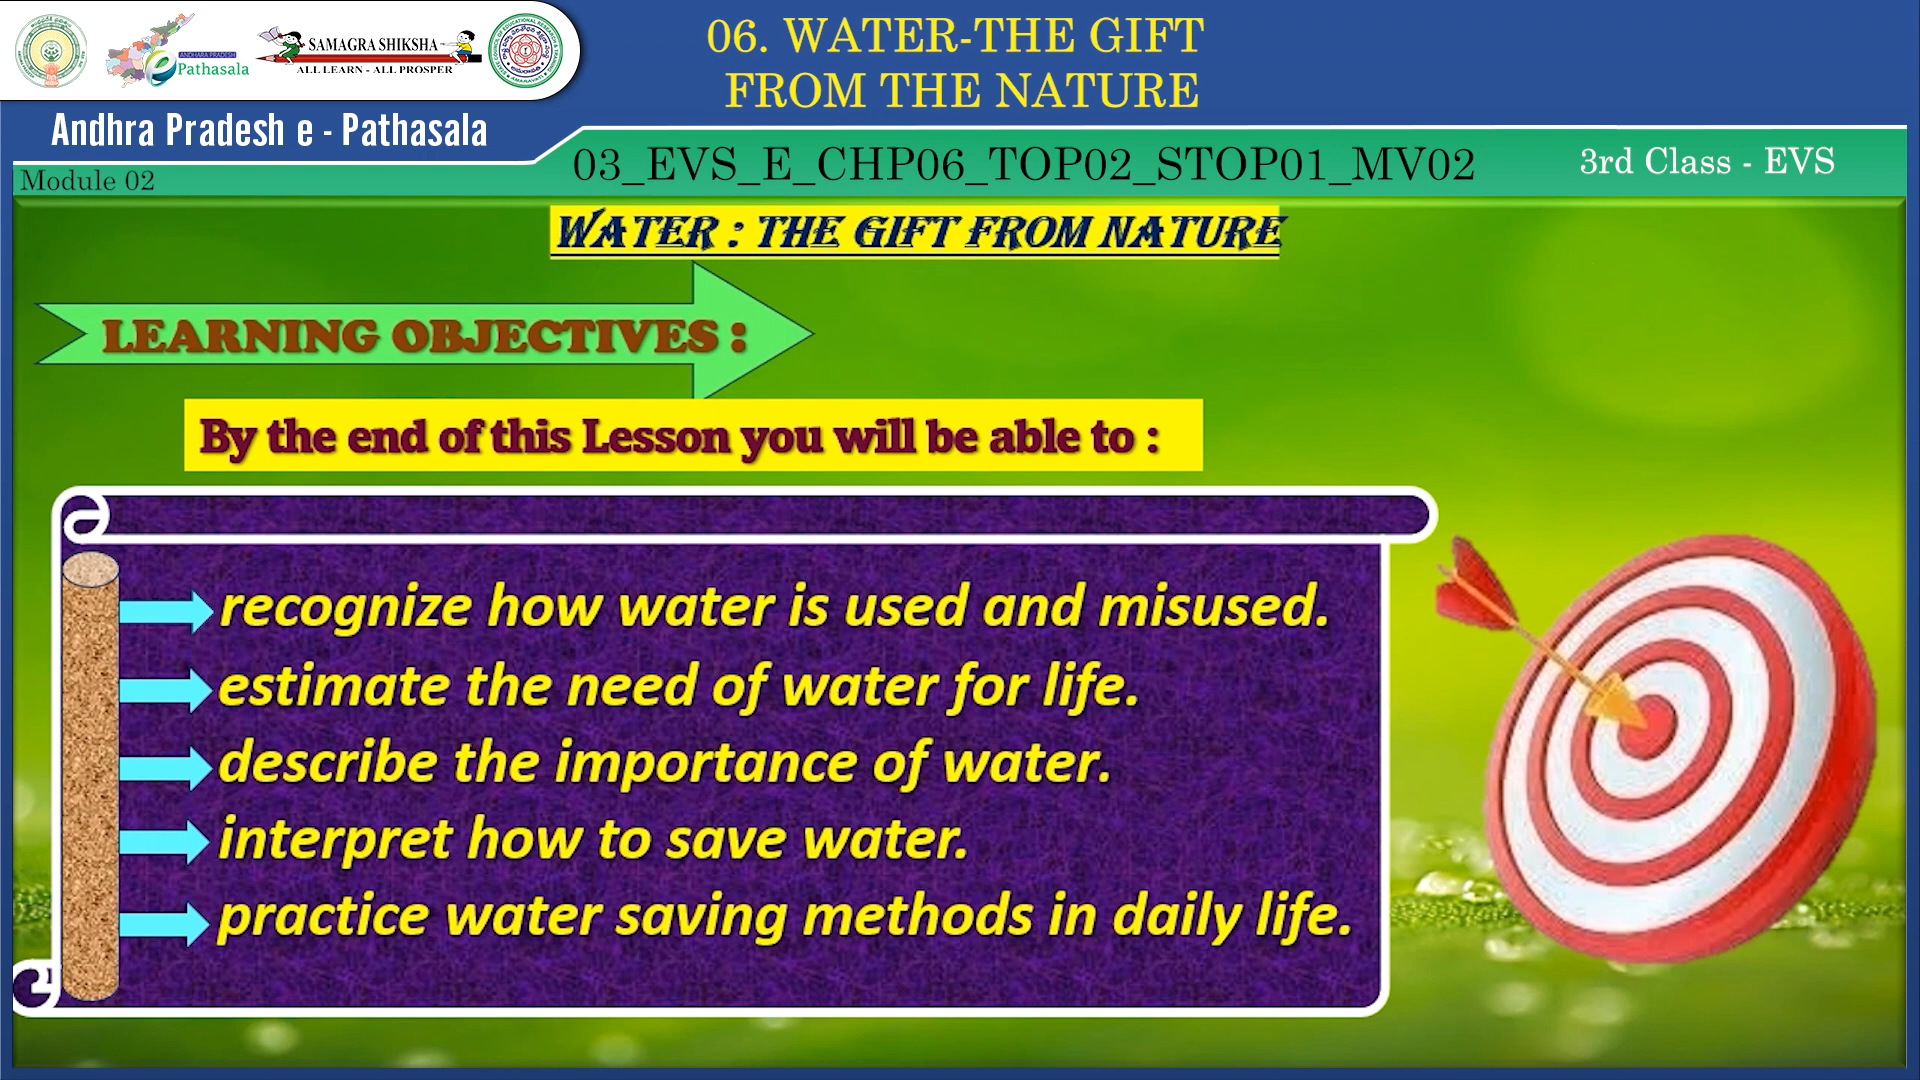 06. WATER-THE GIFT
FROM THE NATURE
ANDHARA PRADESH
e Pathasala
SAMAGRA SHIKSHA
ALL LEARN - ALL PROSPER
Andhra Pradesh e - Pathasala
Module 02
03_EVS_E_CHP06_TOP02_STOP01_MV02
3rd Class - EVS
WATER : THE GIFT FROM NATURE
LEARNING OBJECTIVES :
By the end of this Lesson you will be able to :
recognize how water is used and misused.
estimate the need of water for life.
describe the importance of water.
interpret how to save water.
practice water saving methods in daily life.